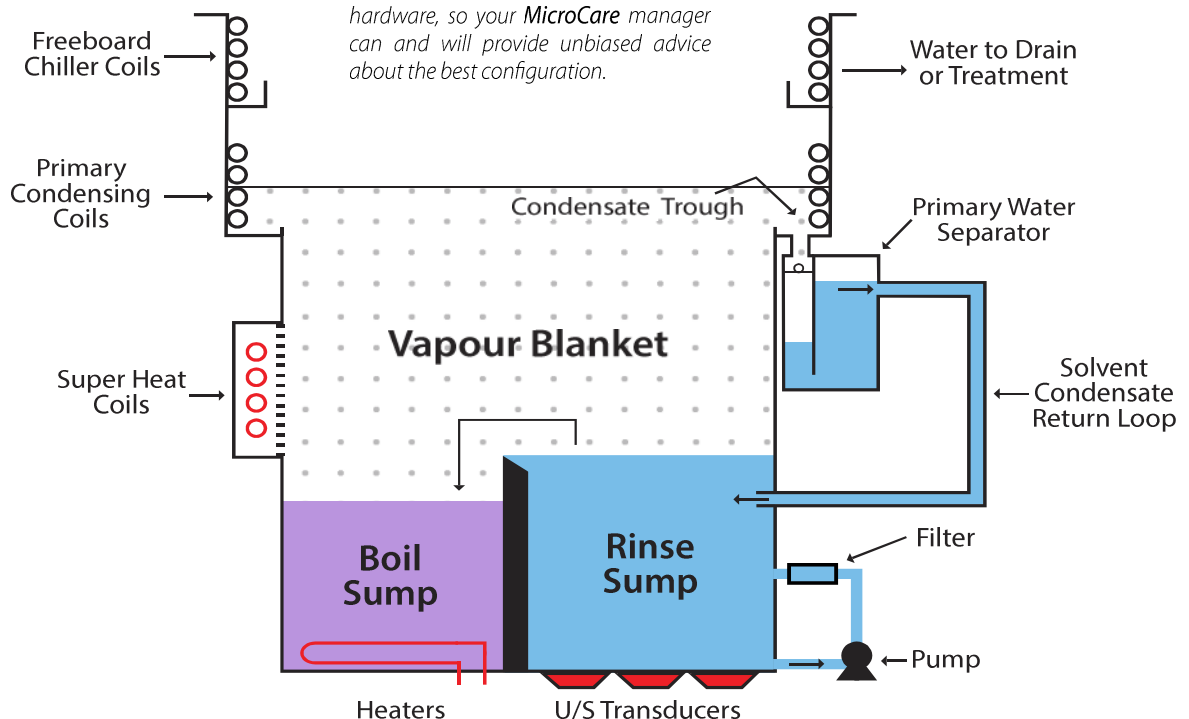 hardware, so your MicroCare manager
can and will provide unbiased advice
about the best configuration.
Freeboard
Chiller Coils
Water to Drain
or Treatment
Primary
Condensing
Coils
Condensate Trough
Primary Water
Separator
Vapour Blanket
Super Heat
Coils
Solvent
Condensate
Return Loop
Boil
Sump
Rinse
Sump
Filter
Pump
Heaters
U/S Transducers